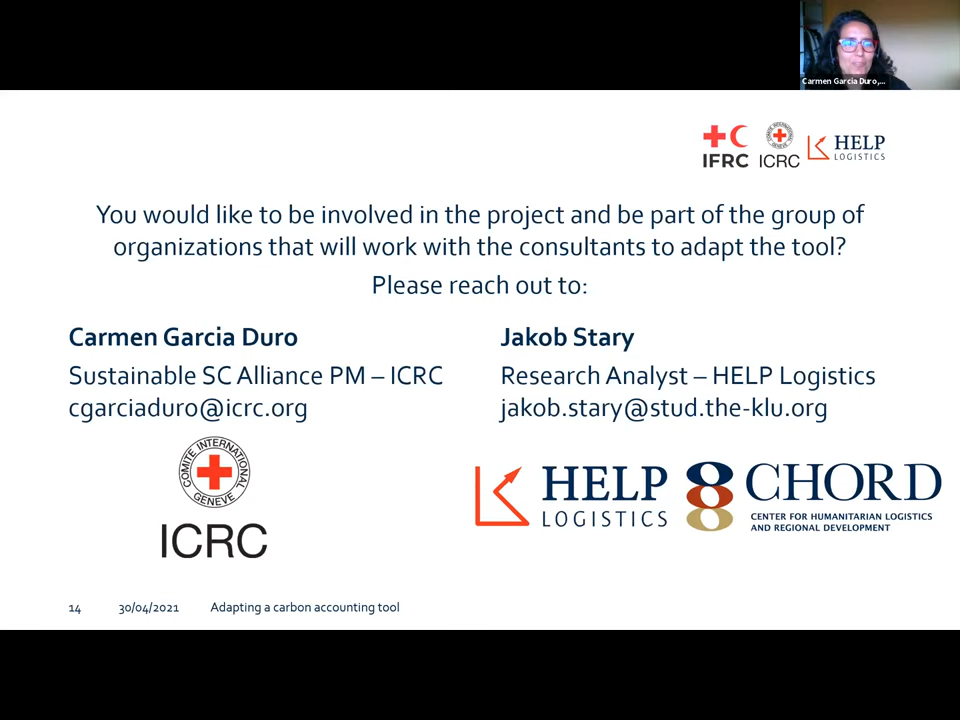 Carmen Garcia Duro,...
IFRC
COMITE INTERNATIONAL GENEVE
ICRC
HELP
LOGISTICS
You would like to be involved in the project and be part of the group of
organizations that will work with the consultants to adapt the tool?
Please reach out to:
Carmen Garcia Duro
Sustainable SC Alliance PM – ICRC
cgarciaduro@icrc.org
COMITE INTERNATIONAL
GENEVE
ICRC
Jakob Stary
Research Analyst – HELP Logistics
jakob.stary@stud.the-klu.org
HELP
LOGISTICS
CHORD
CENTER FOR HUMANITARIAN LOGISTICS
AND REGIONAL DEVELOPMENT
14 30/04/2021 Adapting a carbon accounting tool